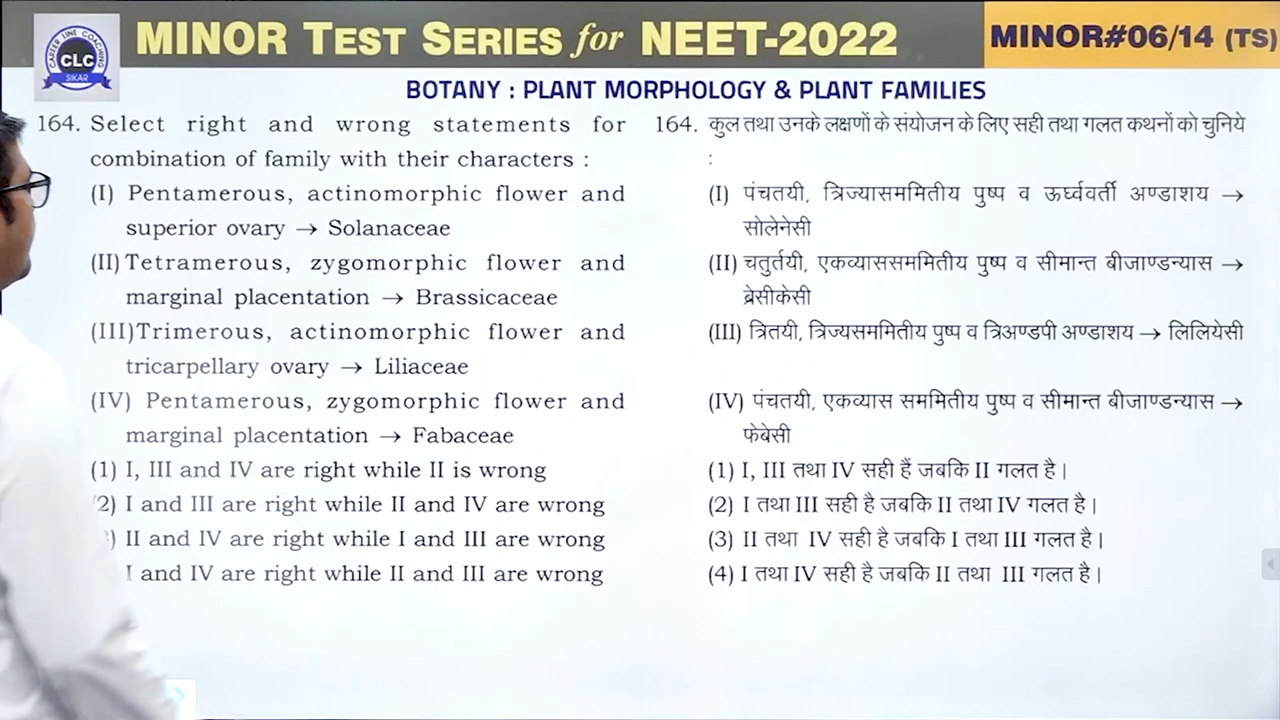 CAREER LINE COACHING
CLC
SIKAR
MINOR TEST SERIES for NEET-2022
MINOR#06/14 (TS)
BOTANY : PLANT MORPHOLOGY & PLANT FAMILIES
164. Select right and wrong statements for
combination of family with their characters :
(I) Pentamerous, actinomorphic flower and
superior ovary → Solanaceae
(II) Tetramerous, zygomorphic flower and
marginal placentation → Brassicaceae
(III)Trimerous, actinomorphic flower and
tricarpellary ovary → Liliaceae
(IV) Pentamerous, zygomorphic flower and
marginal placentation → Fabaceae
(1) I, III and IV are right while II is wrong
2) I and III are right while II and IV are wrong
) II and IV are right while I and III are wrong
I and IV are right while II and III are wrong
164. कुल तथा उनके लक्षणों के संयोजन के लिए सही तथा गलत कथनों को चुनिये
:
(I) पंचतयी, त्रिज्यासममितीय पुष्प व ऊर्घ्ववर्ती अण्डाशय →
सोलेनेसी
(II) चतुर्तयी, एकव्याससममितीय पुष्प व सीमान्त बीजाण्डन्यास →
ब्रेसीकेसी
(III) त्रितयी, त्रिज्यसममितीय पुष्प व त्रिअण्डपी अण्डाशय → लिलियेसी
(IV) पंचतयी, एकव्यास सममितीय पुष्प व सीमान्त बीजाण्डन्यास →
फेबेसी
(1) I, III तथा IV सही हैं जबकि II गलत है।
(2) I तथा III सही है जबकि II तथा IV गलत है।
(3) II तथा IV सही है जबकि I तथा III गलत है।
(4) I तथा IV सही है जबकि II तथा III गलत है।